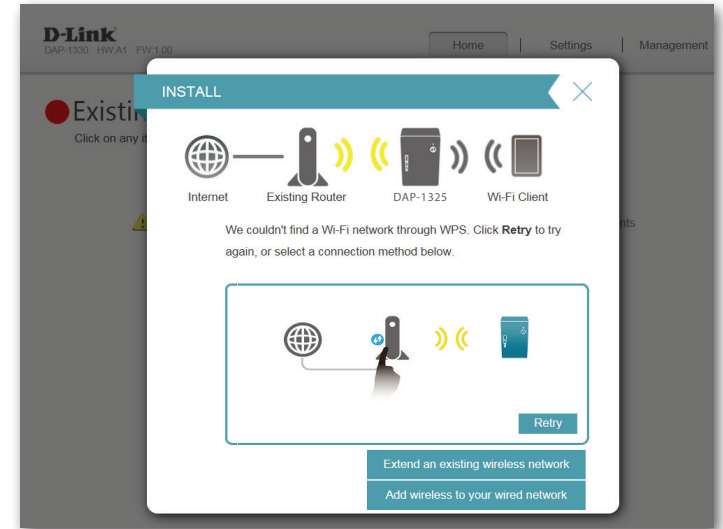 D-Link
DAP-1330 HW:A1 FW:1.00
Home
Settings
Management
INSTALL
Click on any
Internet
Existing Router
DAP-1325
Wi-Fi Client
We couldn't find a Wi-Fi network through WPS. Click Retry to try
again, or select a connection method below.
Retry
Extend an existing wireless network
Add wireless to your wired network